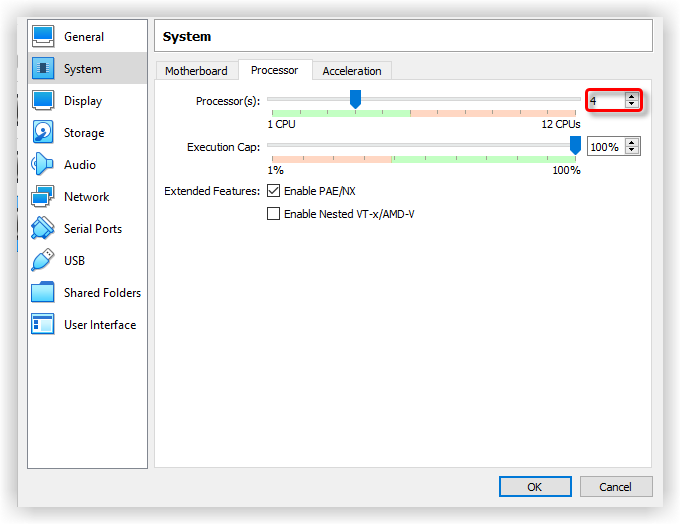 General
System
Display
Storage
Audio
Network
Serial Ports
USB
Shared Folders
User Interface
System
Motherboard Processor Acceleration
Processor(s): 4
1 CPU 12 CPUs
Execution Cap: 100%
1% 100%
Extended Features: Enable PAE/NX
Enable Nested VT-x/AMD-V
OK Cancel